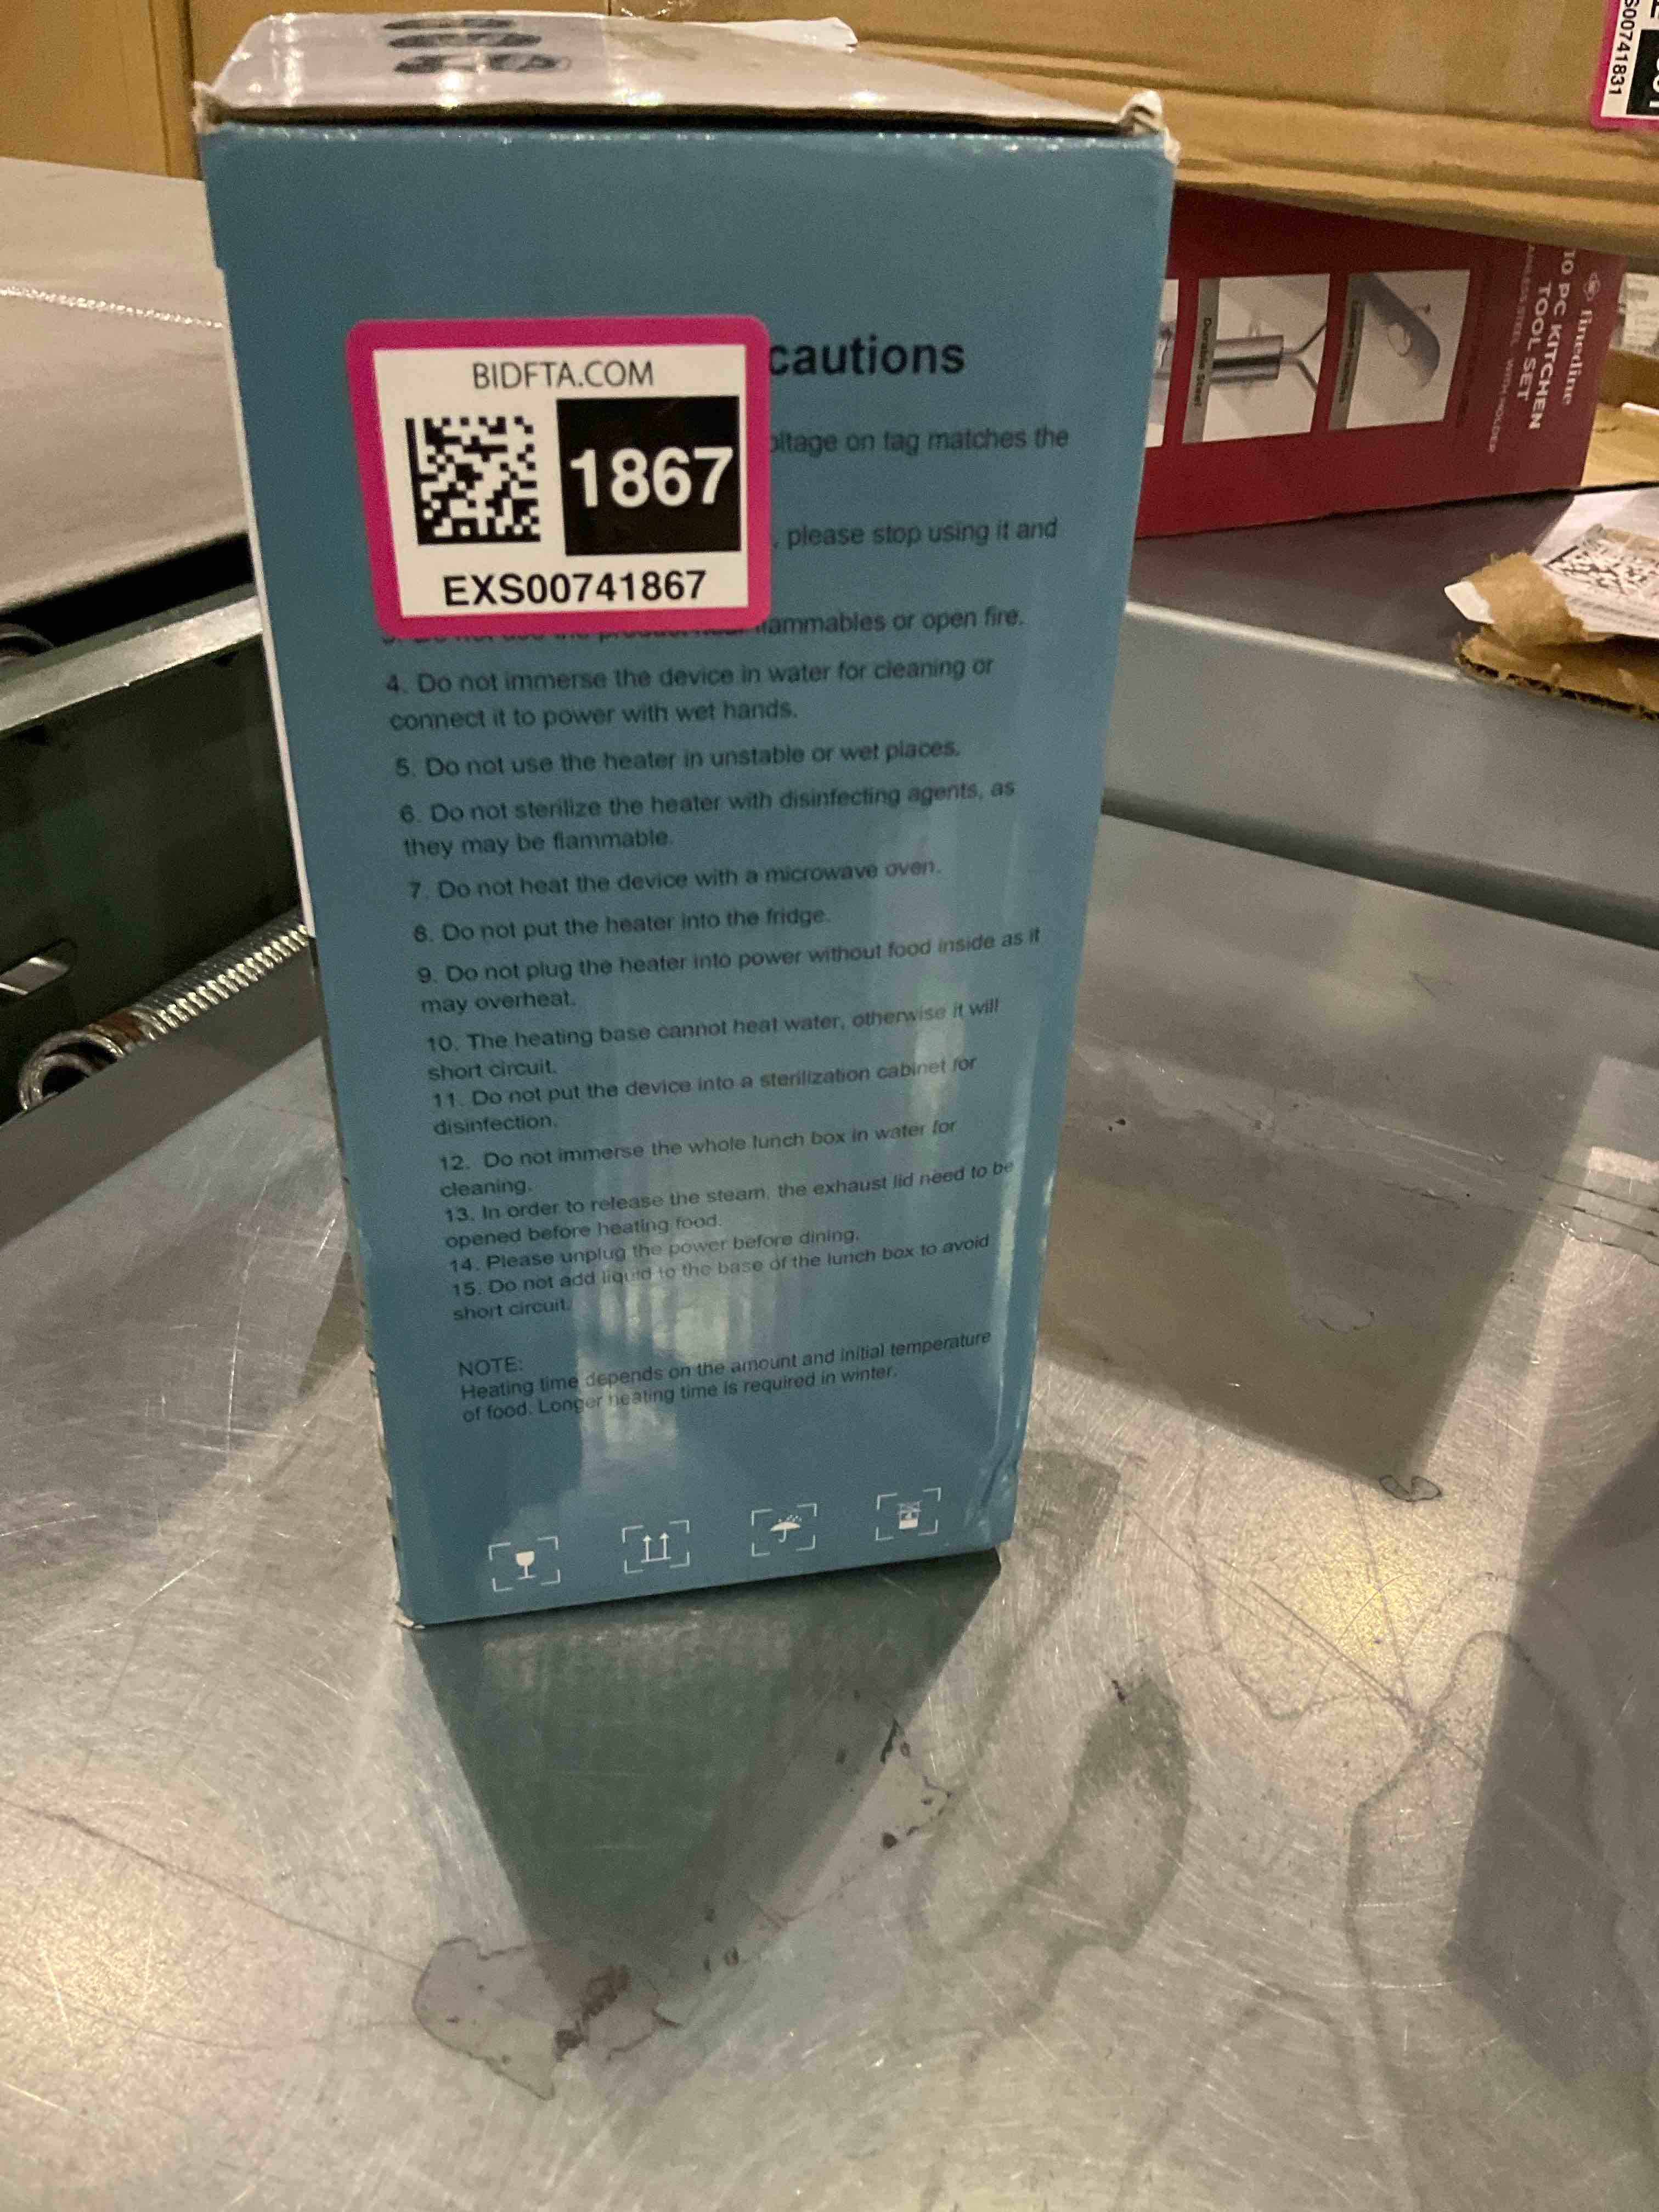 BIDFTA.COM
1867
EXS00741867
cautions
oltage on tag matches the
, please stop using it and
flammables or open fire.
4. Do not immerse the device in water for cleaning or
connect it to power with wet hands.
5. Do not use the heater in unstable or wet places.
6. Do not sterilize the heater with disinfecting agents, as
they may be flammable.
7. Do not heat the device with a microwave oven.
8. Do not put the heater into the fridge.
9. Do not plug the heater into power without food inside as it
may overheat.
10. The heating base cannot heat water, otherwise it will
short circuit.
11. Do not put the device into a sterilization cabinet for
disinfection.
12. Do not immerse the whole lunch box in water for
cleaning.
13. In order to release the steam, the exhaust lid need to be
opened before heating food.
14. Please unplug the power before dining.
15. Do not add liquid to the base of the lunch box to avoid
short circuit.
NOTE:
Heating time depends on the amount and initial temperature
of food. Longer heating time is required in winter.
S00741831
finedine
10 PC KITCHEN
TOOL SET
WITH HOLDER
Durable Steel